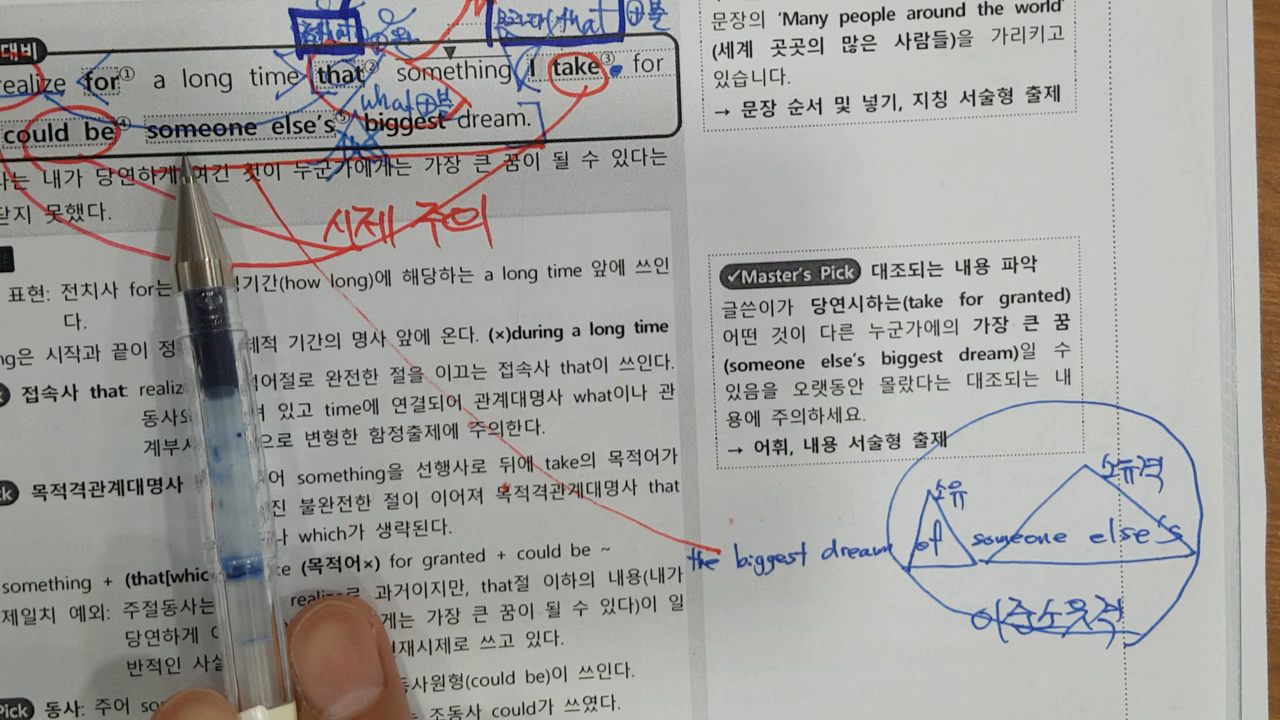 대비
realize for① a long time that② something I take③ for
could be④ someone else's⑤ biggest dream.
what+불
나는 내가 당연하게 여긴 것이 누군가에게는 가장 큰 꿈이 될 수 있다는
닫지 못했다.
시제 주의
표현: 전치사 for는 기간(how long)에 해당하는 a long time 앞에 쓰인
다.
ng은 시작과 끝이 정 체적 기간의 명사 앞에 온다. (×)during a long time
접속사 that realiz 적어절로 완전한 절을 이끄는 접속사 that이 쓰인다.
동사와 겨 있고 time에 연결되어 관계대명사 what이나 관
계부사 으로 변형한 함정출제에 주의한다.
목적격관계대명사 어 something을 선행사로 뒤에 take의 목적어가
진 불완전한 절이 이어져 목적격관계대명사 that
나 which가 생략된다.
something + (that[whic ke (목적어×) for granted + could be ~
제일치 예외: 주절동사는 realize로 과거이지만, that절 이하의 내용(내가
당연하게 게는 가장 큰 꿈이 될 수 있다)이 일
반적인 사실 재시제로 쓰고 있다.
동사원형(could be)이 쓰인다.
Pick 동사: 주어 som 는 조동사 could가 쓰였다.
문장의 'Many people around the world'
(세계 곳곳의 많은 사람들)을 가리키고
있습니다.
→ 문장 순서 및 넣기, 지칭 서술형 출제
✓Master's Pick 대조되는 내용 파악
글쓴이가 당연시하는(take for granted)
어떤 것이 다른 누군가에의 가장 큰 꿈
(someone else's biggest dream)일 수
있음을 오랫동안 몰랐다는 대조되는 내
용에 주의하세요.
→ 어휘, 내용 서술형 출제
소유 소유격
the biggest dream of someone else's
이중소유격